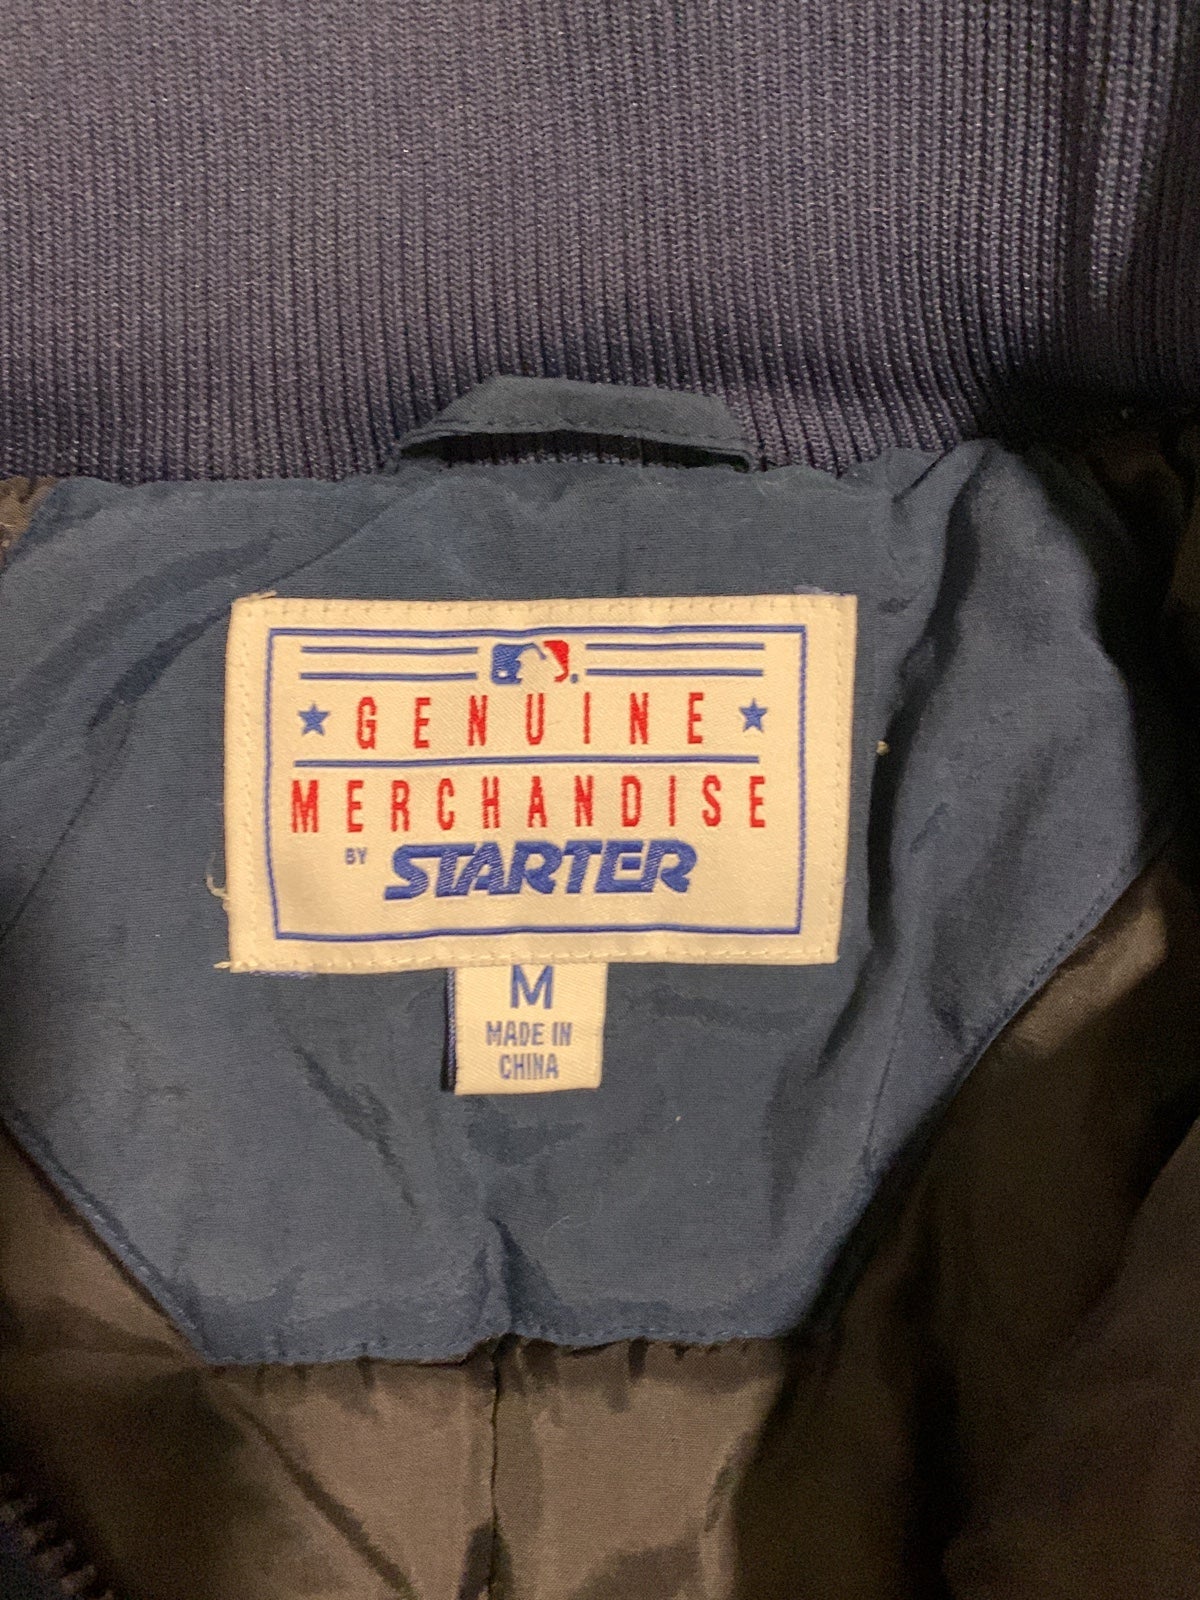 GENUINE
MERCHANDISE
BY STARTER
M
MADE IN
CHINA